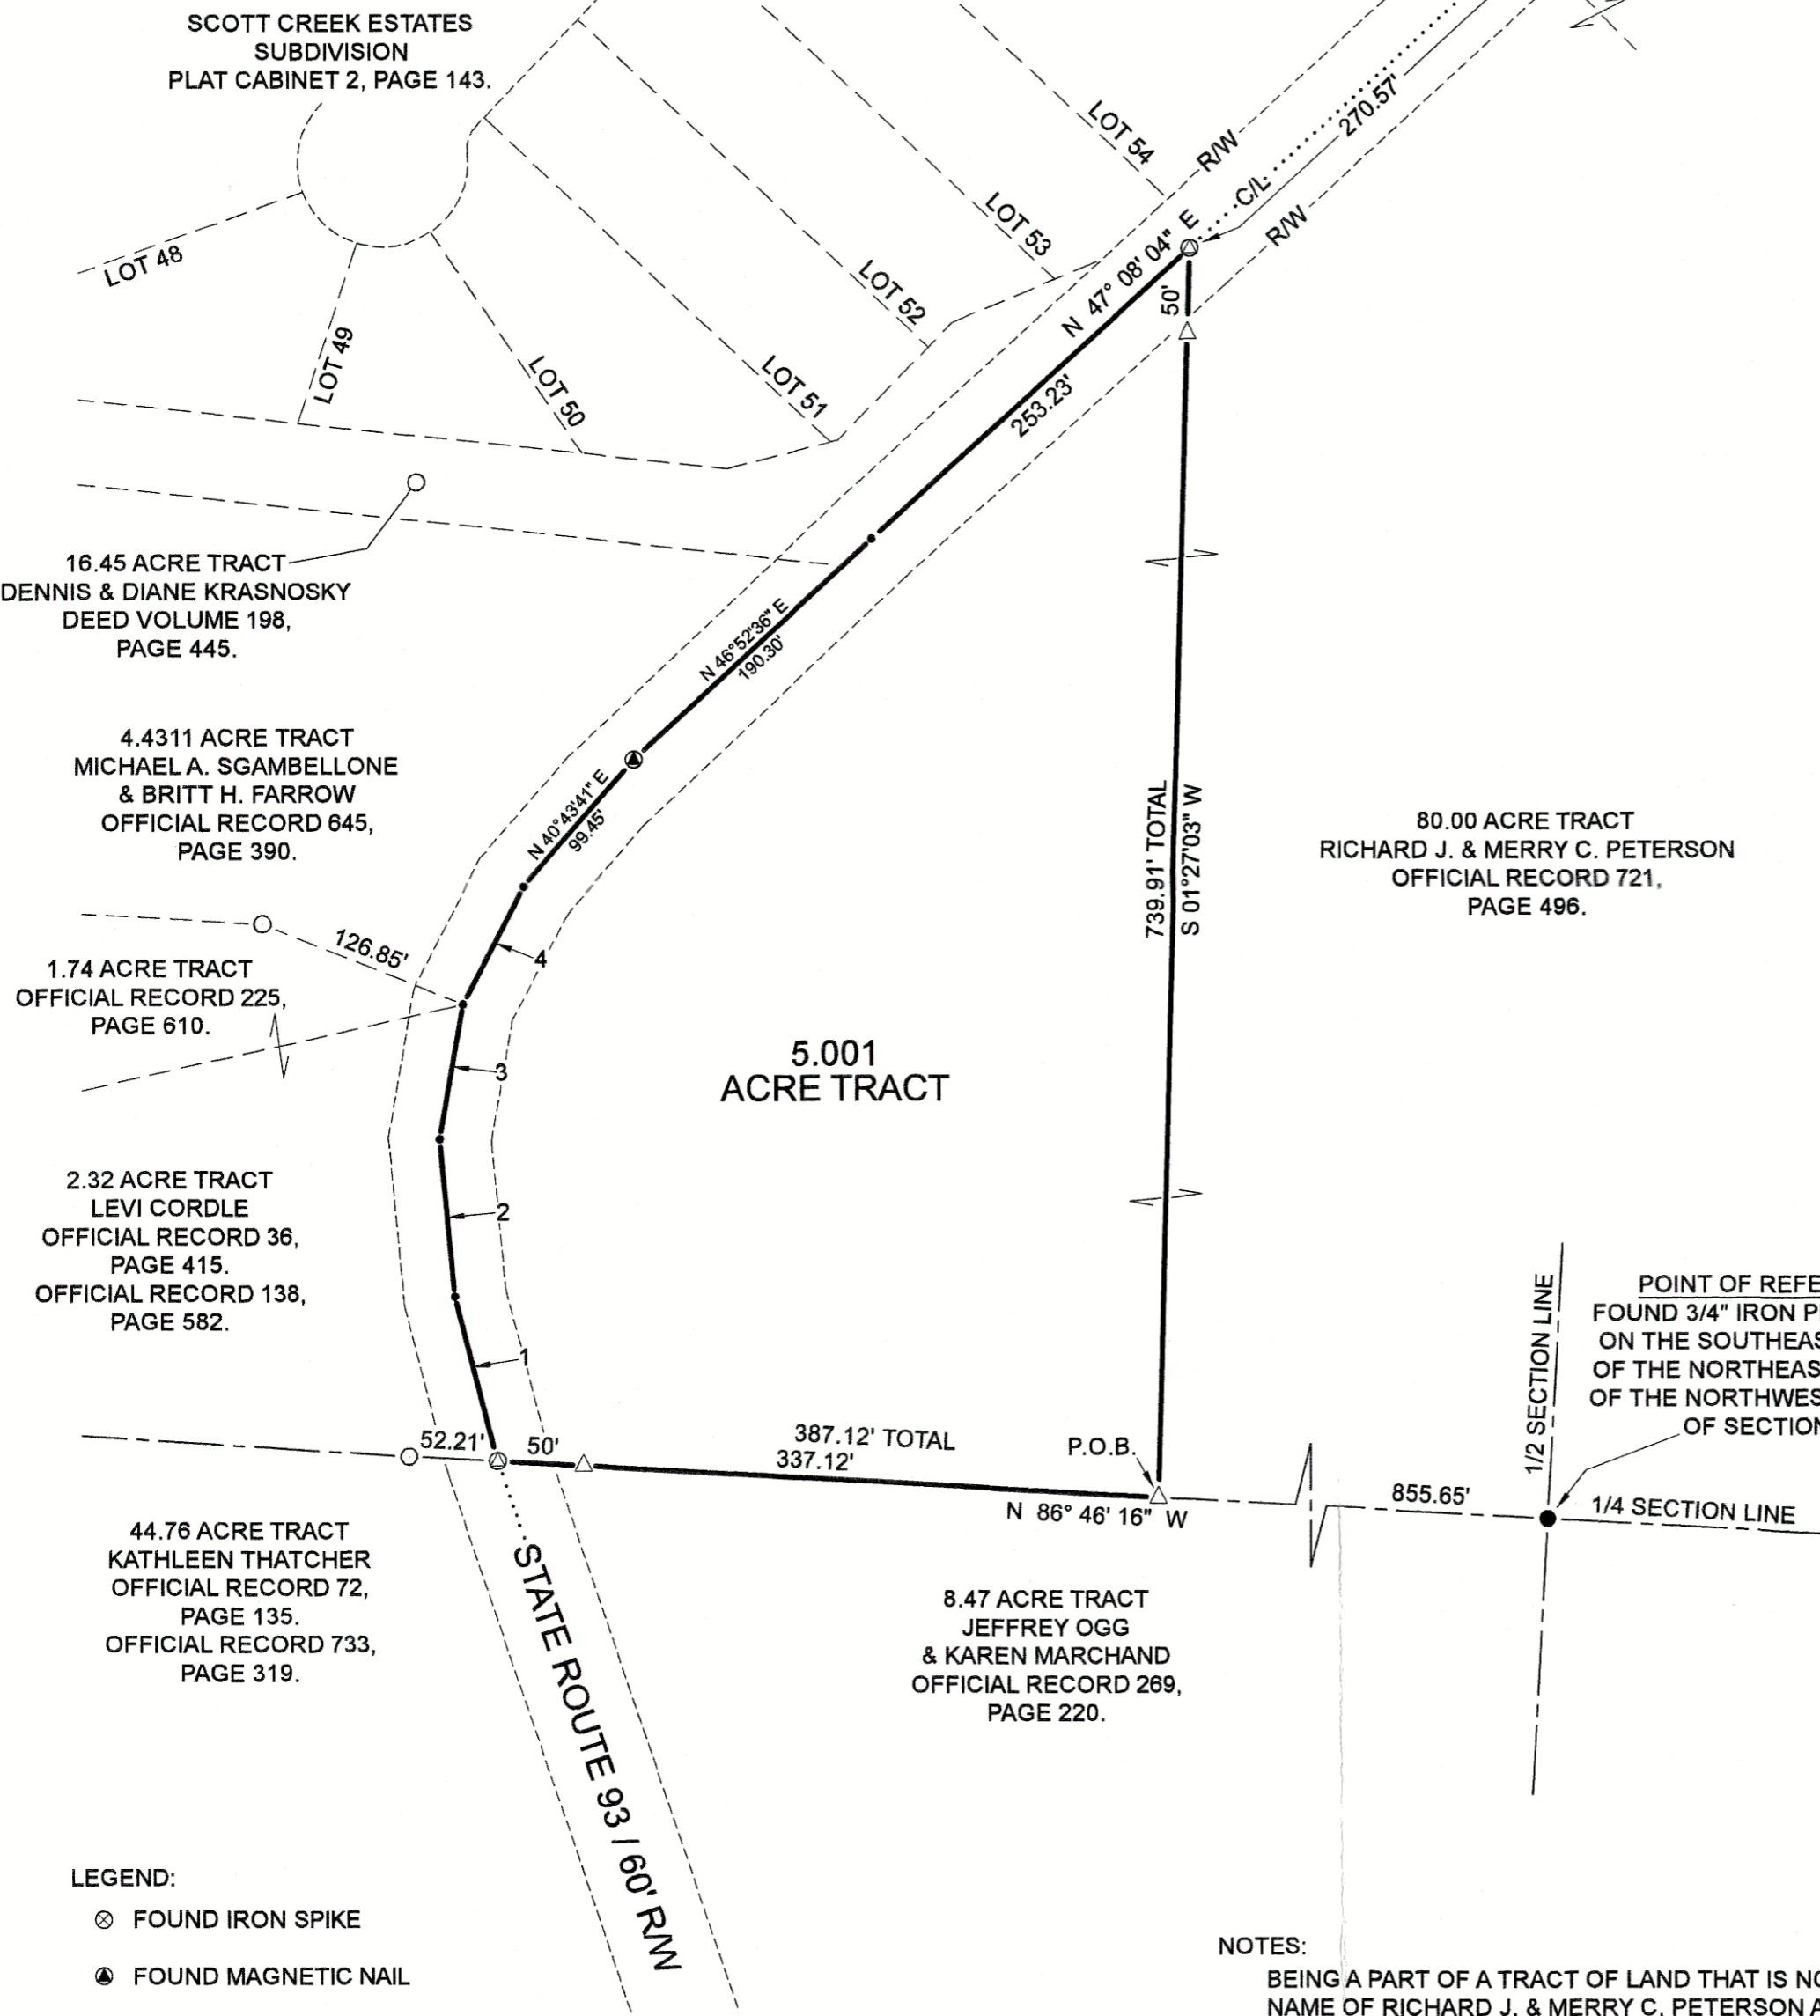 SCOTT CREEK ESTATES
SUBDIVISION
PLAT CABINET 2, PAGE 143.
LOT 48
LOT 49
LOT 50
LOT 51
LOT 52
LOT 53
LOT 54
R/W
C/L
R/W
270.57'
N 47° 08' 04" E
253.23'
50'
16.45 ACRE TRACT
DENNIS & DIANE KRASNOSKY
DEED VOLUME 198,
PAGE 445.
N 46°52'36" E
190.30'
4.4311 ACRE TRACT
MICHAEL A. SGAMBELLONE
& BRITT H. FARROW
OFFICIAL RECORD 645,
PAGE 390.
N 40°43'41" E
99.45'
739.91' TOTAL
S 01°27'03" W
80.00 ACRE TRACT
RICHARD J. & MERRY C. PETERSON
OFFICIAL RECORD 721,
PAGE 496.
126.85'
4
1.74 ACRE TRACT
OFFICIAL RECORD 225,
PAGE 610.
3
5.001
ACRE TRACT
2.32 ACRE TRACT
LEVI CORDLE
OFFICIAL RECORD 36,
PAGE 415.
OFFICIAL RECORD 138,
PAGE 582.
2
1
1/2 SECTION LINE
POINT OF REFE
FOUND 3/4" IRON P
ON THE SOUTHEAS
OF THE NORTHEAS
OF THE NORTHWES
OF SECTION
52.21'
50'
387.12' TOTAL
337.12'
P.O.B.
N 86° 46' 16" W
855.65'
1/4 SECTION LINE
44.76 ACRE TRACT
KATHLEEN THATCHER
OFFICIAL RECORD 72,
PAGE 135.
OFFICIAL RECORD 733,
PAGE 319.
STATE ROUTE 93 / 60' R/W
8.47 ACRE TRACT
JEFFREY OGG
& KAREN MARCHAND
OFFICIAL RECORD 269,
PAGE 220.
LEGEND:
FOUND IRON SPIKE
FOUND MAGNETIC NAIL
NOTES:
BEING A PART OF A TRACT OF LAND THAT IS NO
NAME OF RICHARD J. & MERRY C. PETERSON A